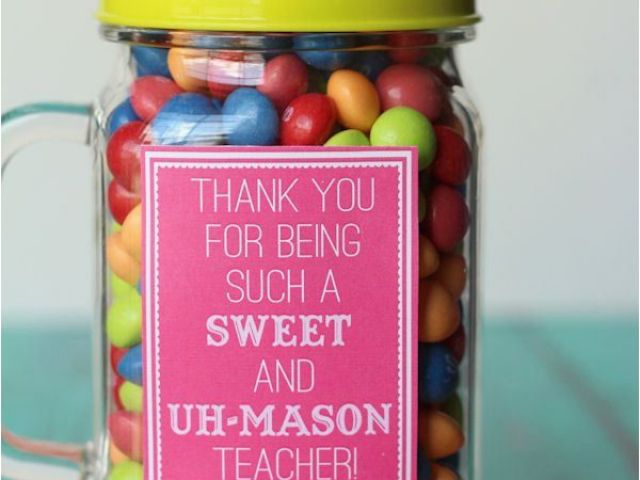 THANK YOU
FOR BEING
SUCH A
SWEET
AND
UH-MASON
TEACHER!